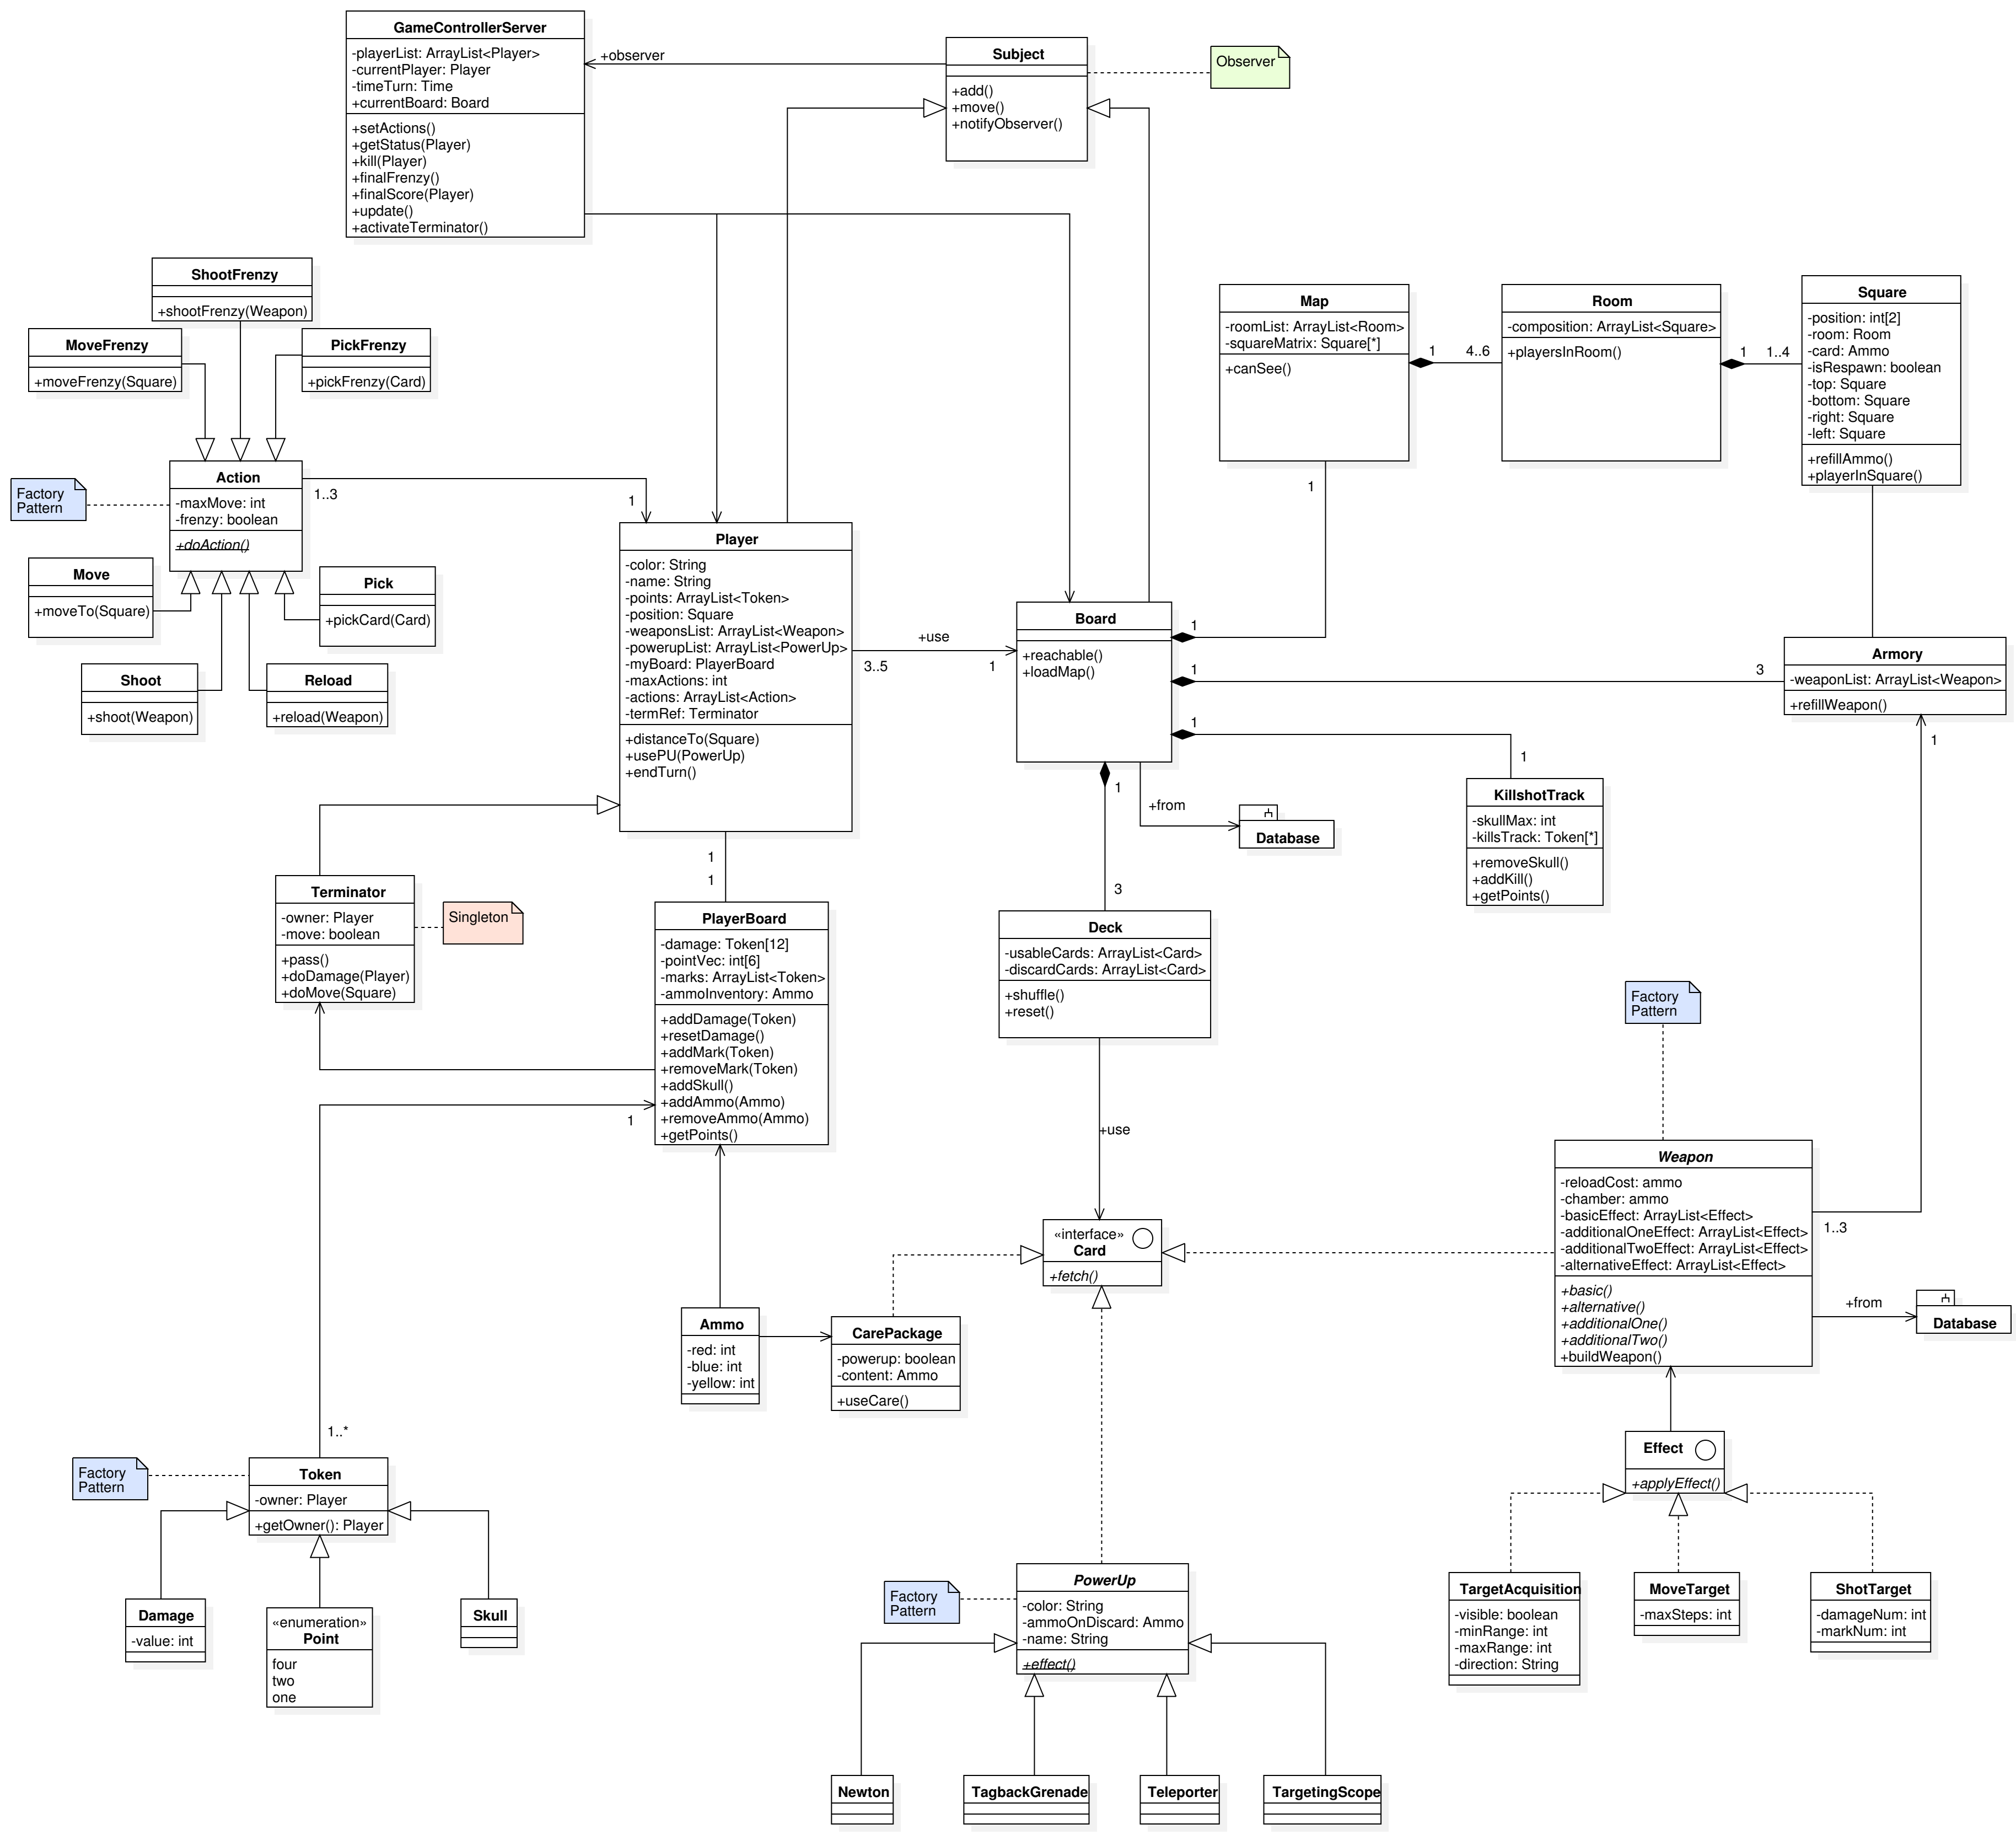 GameControllerServer
-playerList: ArrayList<Player>
-currentPlayer: Player
-timeTurn: Time
+currentBoard: Board
+setActions()
+getStatus(Player)
+kill(Player)
+finalFrenzy()
+finalScore(Player)
+update()
+activateTerminator()
+observer
Subject
+add()
+move()
+notifyObserver()
Observer
ShootFrenzy
+shootFrenzy(Weapon)
MoveFrenzy
+moveFrenzy(Square)
PickFrenzy
+pickFrenzy(Card)
Action
-maxMove: int
-frenzy: boolean
+doAction()
1..3
1
Factory
Pattern
Move
+moveTo(Square)
Pick
+pickCard(Card)
Shoot
+shoot(Weapon)
Reload
+reload(Weapon)
Player
-color: String
-name: String
-points: ArrayList<Token>
-position: Square
-weaponsList: ArrayList<Weapon>
-powerupList: ArrayList<PowerUp>
-myBoard: PlayerBoard
-maxActions: int
-actions: ArrayList<Action>
-termRef: Terminator
+distanceTo(Square)
+usePU(PowerUp)
+endTurn()
+use
3..5
1
Board
+reachable()
+loadMap()
Map
-roomList: ArrayList<Room>
-squareMatrix: Square[*]
+canSee()
1
4..6
Room
-composition: ArrayList<Square>
+playersInRoom()
1
1..4
Square
-position: int[2]
-room: Room
-card: Ammo
-isRespawn: boolean
-top: Square
-bottom: Square
-right: Square
-left: Square
+refillAmmo()
+playerInSquare()
1
1
1
3
Armory
-weaponList: ArrayList<Weapon>
+refillWeapon()
1
1
1
KillshotTrack
-skullMax: int
-killsTrack: Token[*]
+removeSkull()
+addKill()
+getPoints()
1
+from
Database
3
1
1
Terminator
-owner: Player
-move: boolean
+pass()
+doDamage(Player)
+doMove(Square)
Singleton
PlayerBoard
-damage: Token[12]
-pointVec: int[6]
-marks: ArrayList<Token>
-ammoInventory: Ammo
+addDamage(Token)
+resetDamage()
+addMark(Token)
+removeMark(Token)
+addSkull()
+addAmmo(Ammo)
+removeAmmo(Ammo)
+getPoints()
1
Deck
-usableCards: ArrayList<Card>
-discardCards: ArrayList<Card>
+shuffle()
+reset()
+use
Factory
Pattern
Weapon
-reloadCost: ammo
-chamber: ammo
-basicEffect: ArrayList<Effect>
-additionalOneEffect: ArrayList<Effect>
-additionalTwoEffect: ArrayList<Effect>
-alternativeEffect: ArrayList<Effect>
+basic()
+alternative()
+additionalOne()
+additionalTwo()
+buildWeapon()
1..3
+from
Database
«interface»
Card
+fetch()
Ammo
-red: int
-blue: int
-yellow: int
CarePackage
-powerup: boolean
-content: Ammo
+useCare()
1..*
Factory
Pattern
Token
-owner: Player
+getOwner(): Player
Damage
-value: int
«enumeration»
Point
four
two
one
Skull
Effect
+applyEffect()
TargetAcquisition
-visible: boolean
-minRange: int
-maxRange: int
-direction: String
MoveTarget
-maxSteps: int
ShotTarget
-damageNum: int
-markNum: int
Factory
Pattern
PowerUp
-color: String
-ammoOnDiscard: Ammo
-name: String
+effect()
Newton
TagbackGrenade
Teleporter
TargetingScope